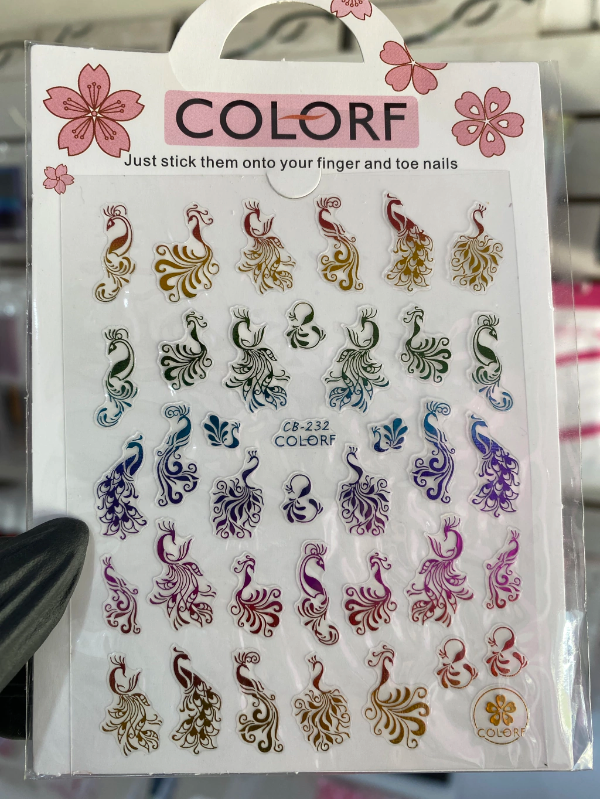 COLORF
Just stick them onto your finger and toe nails
CB-232
COLORF
COLORF